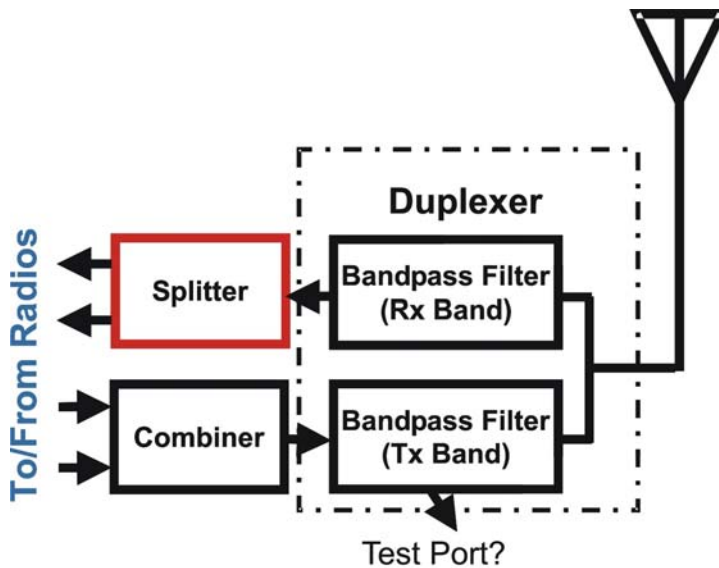 Duplexer
To/From Radios
Splitter
Bandpass Filter
(Rx Band)
Combiner
Bandpass Filter
(Tx Band)
Test Port?